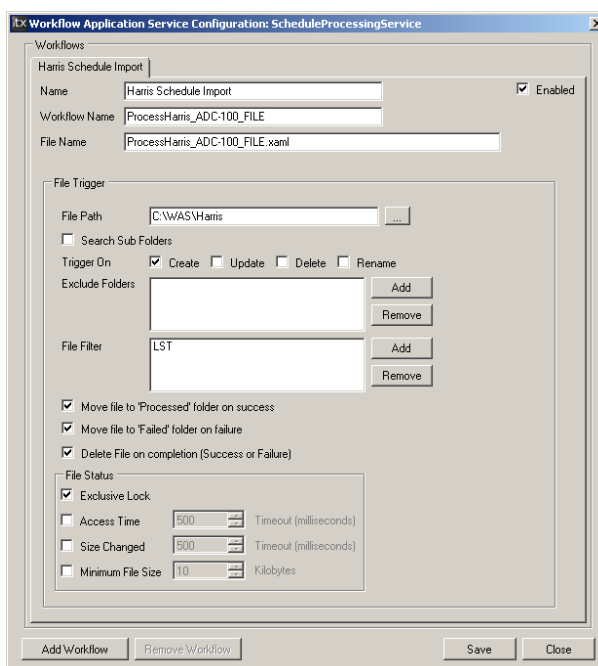 itx Workflow Application Service Configuration: ScheduleProcessingService
Workflows
Harris Schedule Import
Name Harris Schedule Import Enabled
Workflow Name ProcessHarris_ADC-100_FILE
File Name ProcessHarris_ADC-100_FILE.xaml
File Trigger
File Path C:\WAS\Harris ...
Search Sub Folders
Trigger On Create Update Delete Rename
Exclude Folders Add
Remove
File Filter LST Add
Remove
Move file to 'Processed' folder on success
Move file to 'Failed' folder on failure
Delete File on completion (Success or Failure)
File Status
Exclusive Lock
Access Time 500 Timeout (milliseconds)
Size Changed 500 Timeout (milliseconds)
Minimum File Size 10 Kilobytes
Add Workflow Remove Workflow Save Close